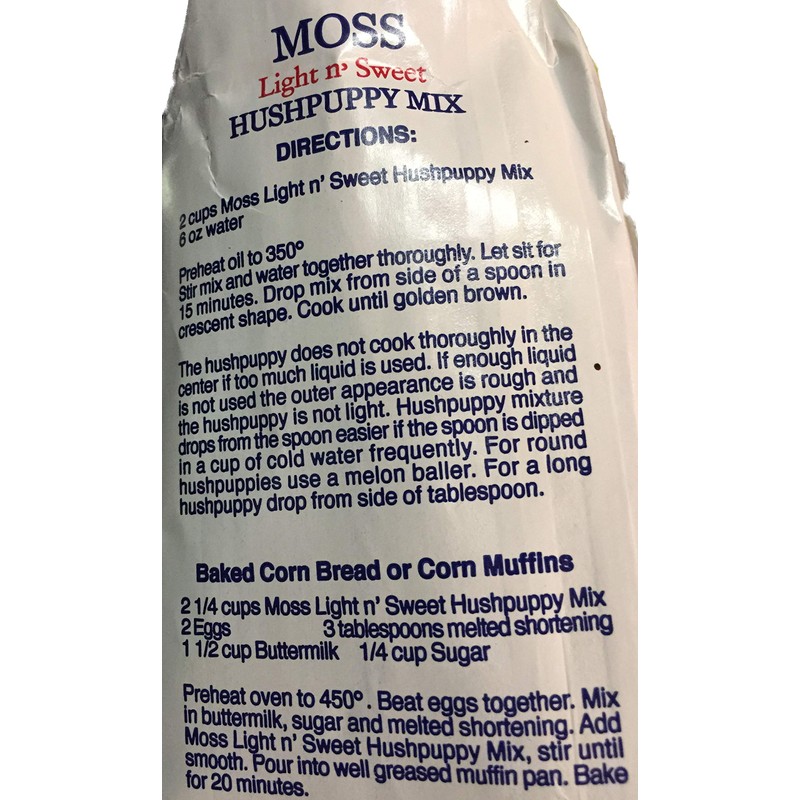 MOSS
Light n' Sweet
HUSHPUPPY MIX
DIRECTIONS:
2 cups Moss Light n' Sweet Hushpuppy Mix
6 oz water
Preheat oil to 350°
Stir mix and water together thoroughly. Let sit for
15 minutes. Drop mix from side of a spoon in
crescent shape. Cook until golden brown.
The hushpuppy does not cook thoroughly in the
center if too much liquid is used. If enough liquid
is not used the outer appearance is rough and
the hushpuppy is not light. Hushpuppy mixture
drops from the spoon easier if the spoon is dipped
in a cup of cold water frequently. For round
hushpuppies use a melon baller. For a long
hushpuppy drop from side of tablespoon.
Baked Corn Bread or Corn Muffins
2 1/4 cups Moss Light n' Sweet Hushpuppy Mix
2 Eggs 3 tablespoons melted shortening
1 1/2 cup Buttermilk 1/4 cup Sugar
Preheat oven to 450°. Beat eggs together. Mix
in buttermilk, sugar and melted shortening. Add
Moss Light n' Sweet Hushpuppy Mix, stir until
smooth. Pour into well greased muffin pan. Bake
for 20 minutes.